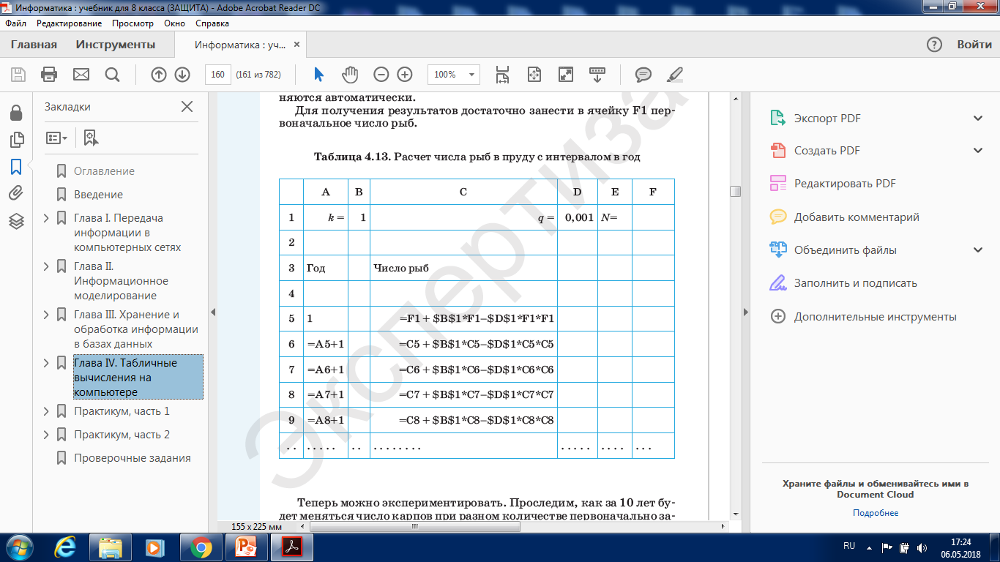 Информатика : учебник для 8 класса (ЗАЩИТА) - Adobe Acrobat Reader DC
Файл Редактирование Просмотр Окно Справка
Главная Инструменты Информатика : уч... × ? Войти
160 (161 из 782) 100%
Закладки
Оглавление
Введение
Глава I. Передача
информации в
компьютерных сетях
Глава II.
Информационное
моделирование
Глава III. Хранение и
обработка информации
в базах данных
Глава IV. Табличные
вычисления на
компьютере
Практикум, часть 1
Практикум, часть 2
Проверочные задания
няются автоматически.
Для получения результатов достаточно занести в ячейку F1 пер-
воначальное число рыб.
Таблица 4.13. Расчет числа рыб в пруду с интервалом в год
A B C D E F
1 k = 1 q = 0,001 N=
2
3 Год Число рыб
4
5 1 =F1 + $B$1*F1–$D$1*F1*F1
6 =A5+1 =C5 + $B$1*C5–$D$1*C5*C5
7 =A6+1 =C6 + $B$1*C6–$D$1*C6*C6
8 =A7+1 =C7 + $B$1*C7–$D$1*C7*C7
9 =A8+1 =C8 + $B$1*C8–$D$1*C8*C8
. . . . . . . . . . . . . . . . . . . . . . . . . . . . .
Теперь можно экспериментировать. Проследим, как за 10 лет бу-
дет меняться число карпов при разном количестве первоначально за-
Экспертиза
155 x 225 мм
Экспорт PDF
Создать PDF
Редактировать PDF
Добавить комментарий
Объединить файлы
Заполнить и подписать
Дополнительные инструменты
Храните файлы и обменивайтесь ими в
Document Cloud
Подробнее
RU 17:24
06.05.2018